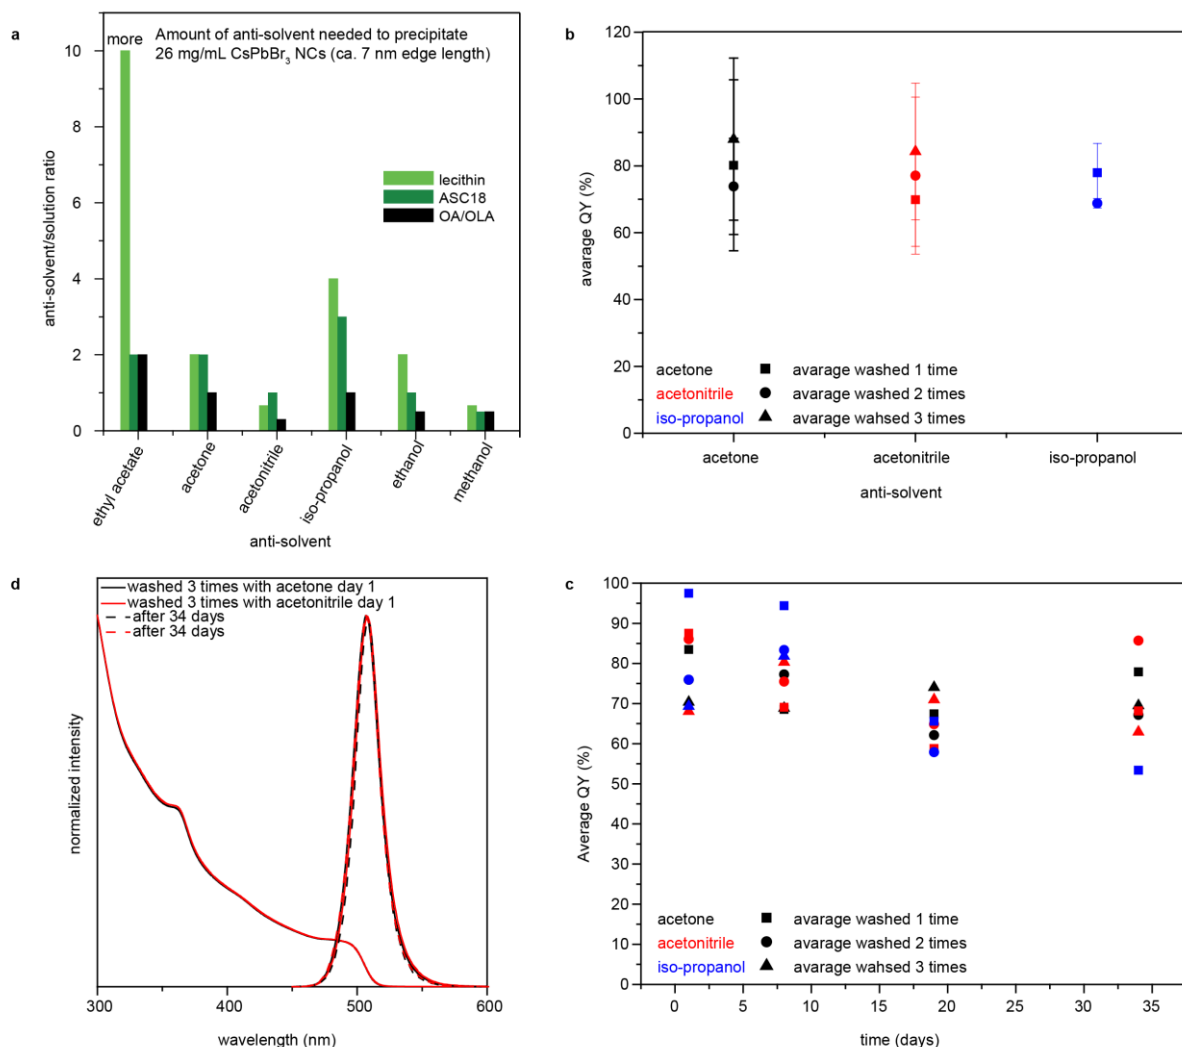 a
more
Amount of anti-solvent needed to precipitate
26 mg/mL CsPbBr₃ NCs (ca. 7 nm edge length)
10
8
6
4
2
0
anti-solvent/solution ratio
lecithin
ASC18
OA/OLA
ethyl acetate
acetone
acetonitrile
iso-propanol
ethanol
methanol
anti-solvent
b
120
100
80
60
40
20
0
avarage QY (%)
acetone avarage washed 1 time
acetonitrile avarage washed 2 times
iso-propanol avarage wahsed 3 times
acetone
acetonitrile
iso-propanol
anti-solvent
d
washed 3 times with acetone day 1
washed 3 times with acetonitrile day 1
after 34 days
after 34 days
normalized intensity
300
400
500
600
wavelength (nm)
c
100
90
80
70
60
50
40
30
20
10
0
Average QY (%)
acetone avarage washed 1 time
acetonitrile avarage washed 2 times
iso-propanol avarage wahsed 3 times
0
5
10
15
20
25
30
35
time (days)